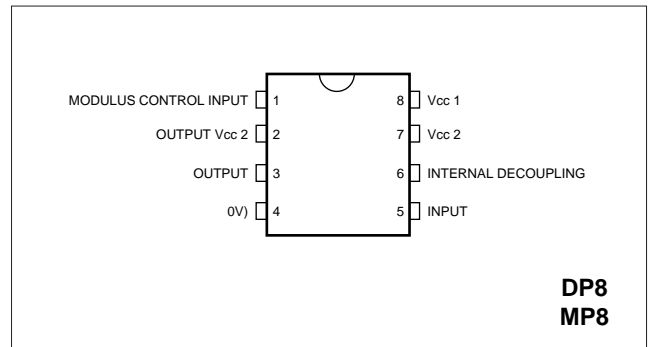 MODULUS CONTROL INPUT 1 8 Vcc 1
OUTPUT Vcc 2 2 7 Vcc 2
OUTPUT 3 6 INTERNAL DECOUPLING
0V) 4 5 INPUT
DP8
MP8